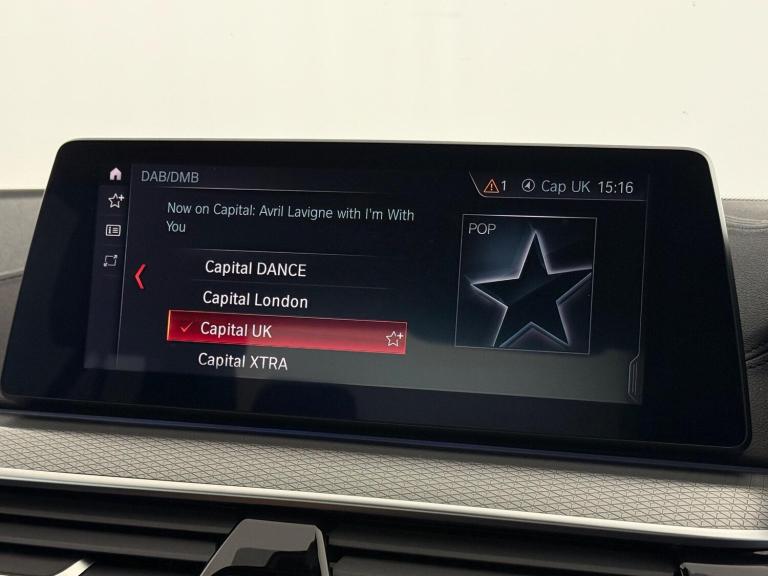 DAB/DMB
1 Cap UK 15:16
Now on Capital: Avril Lavigne with I'm With
You
POP
Capital DANCE
Capital London
Capital UK
Capital XTRA